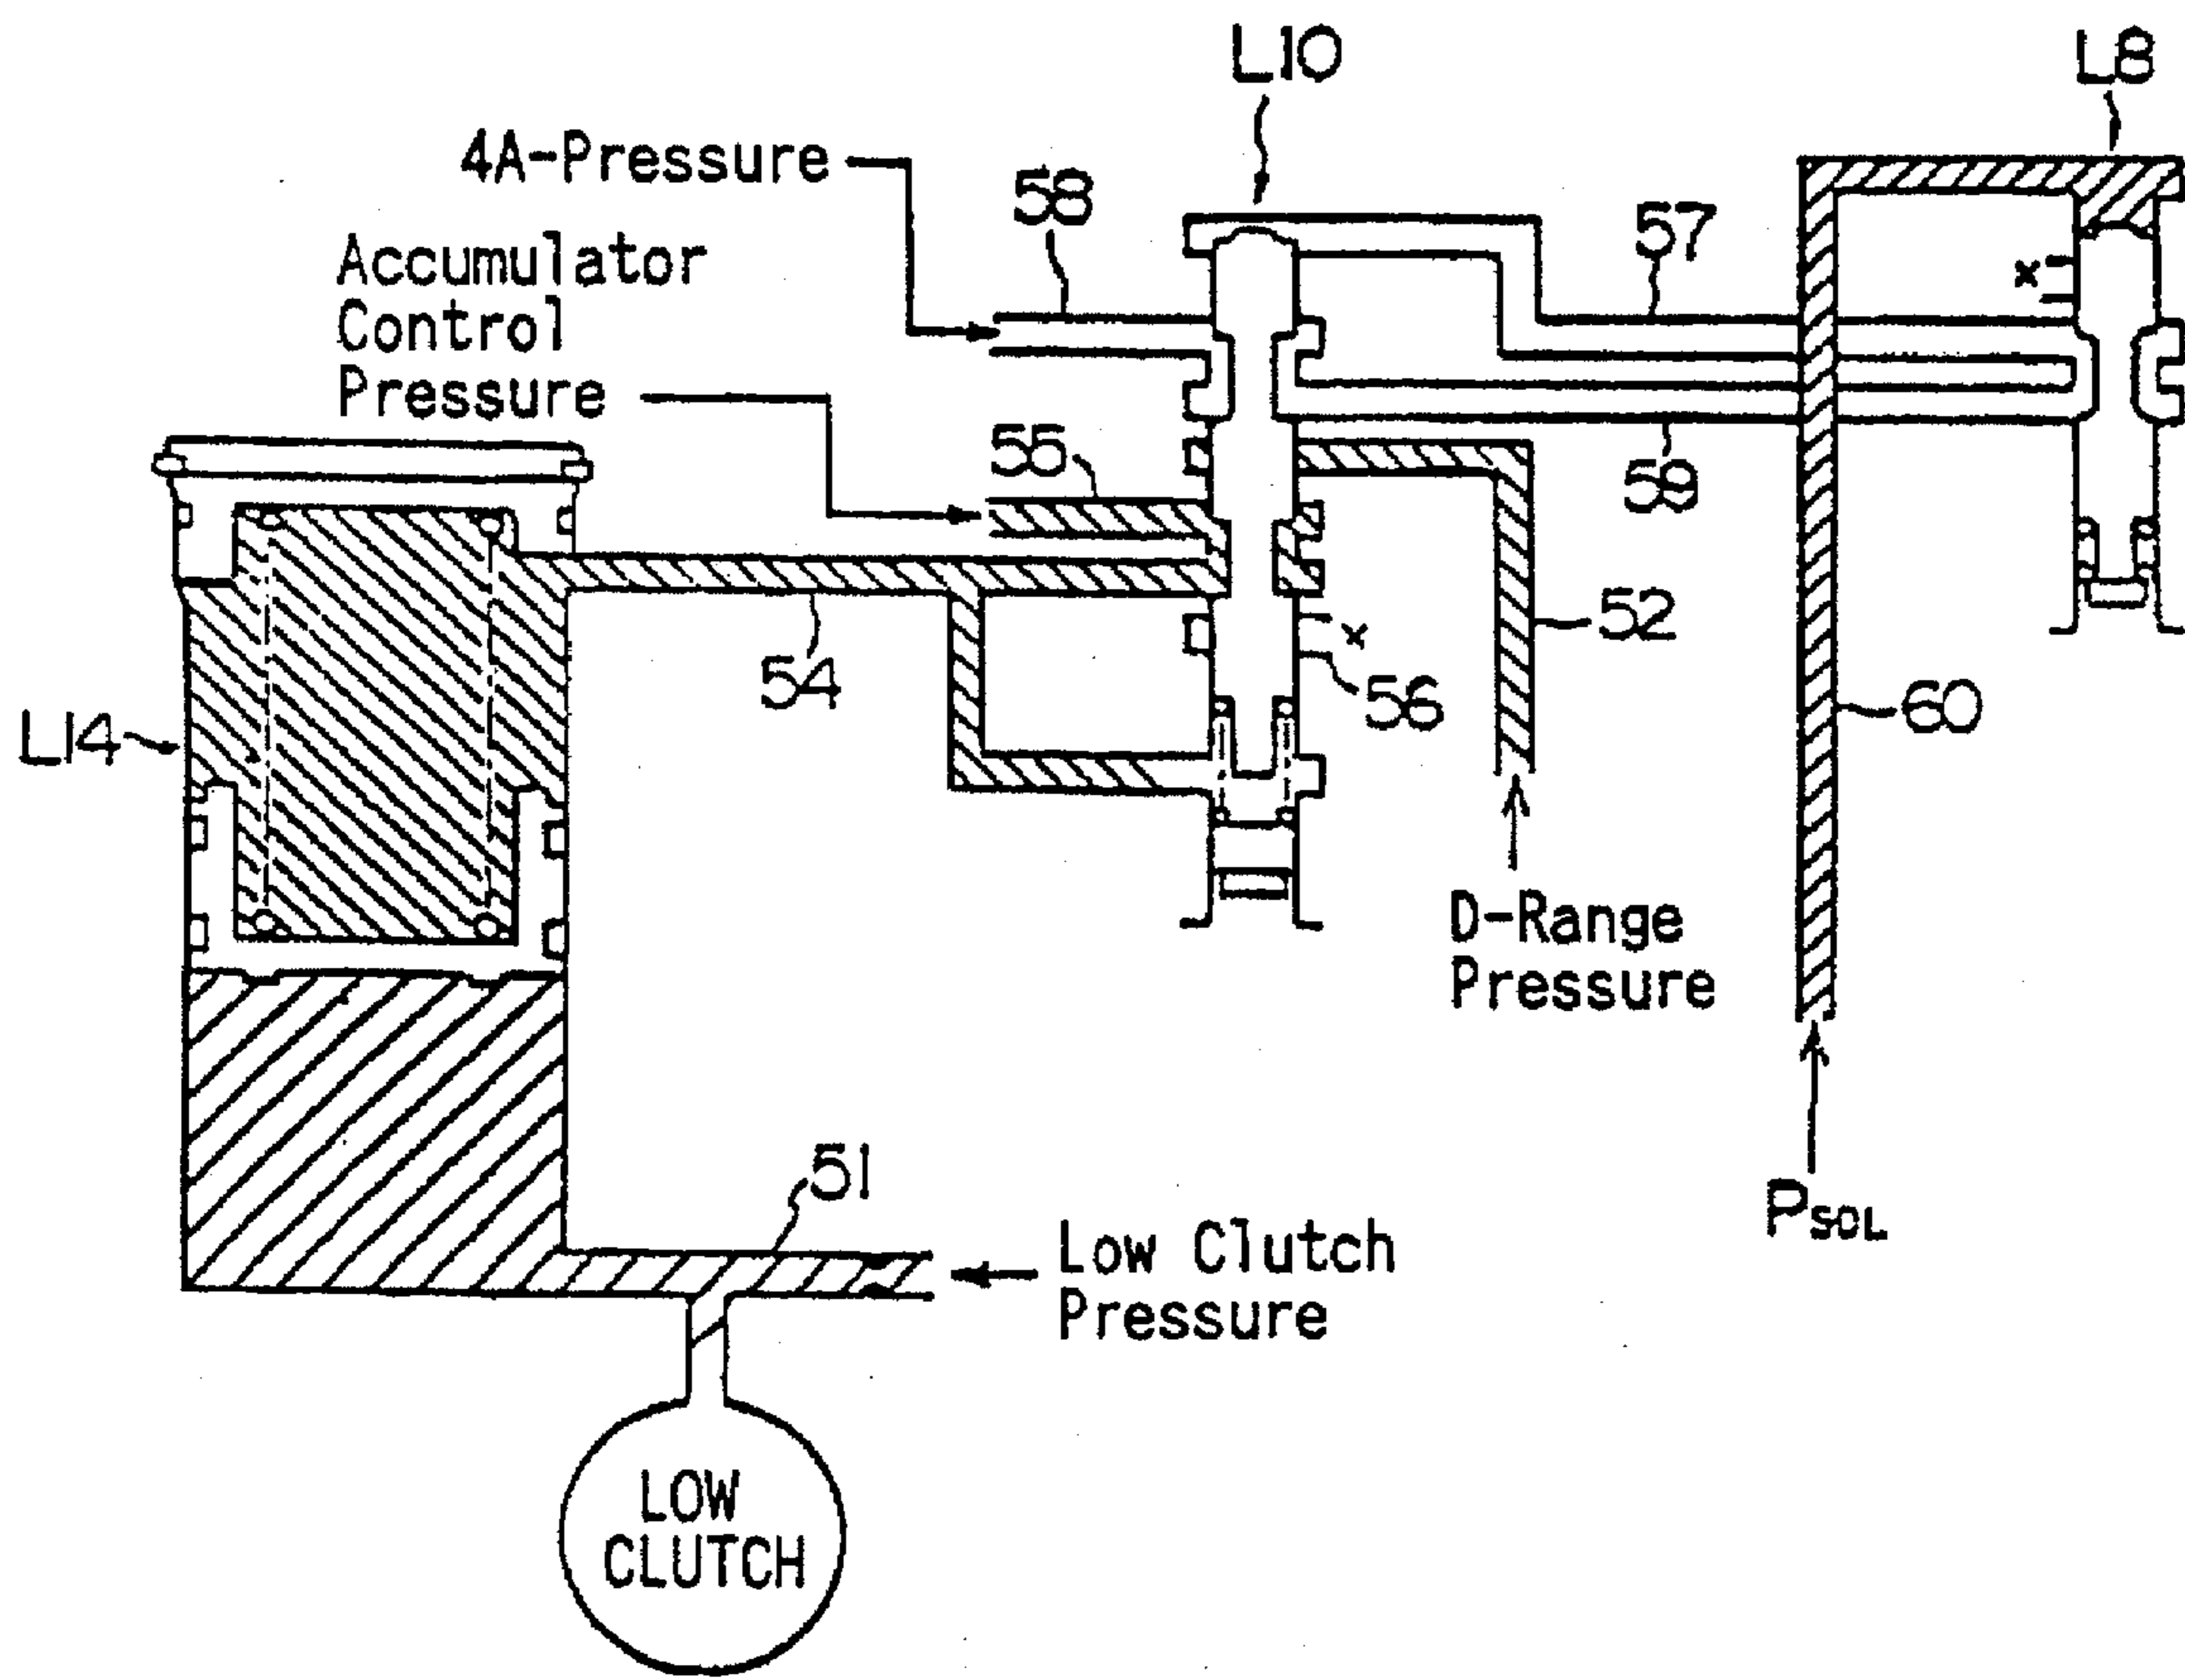 L10
L8
4A-Pressure
58
57
Accumulator
Control
Pressure
x
55
59
52
x
54
56
60
L14
D-Range
Pressure
51
PSOL
Low Clutch
Pressure
LOW
CLUTCH